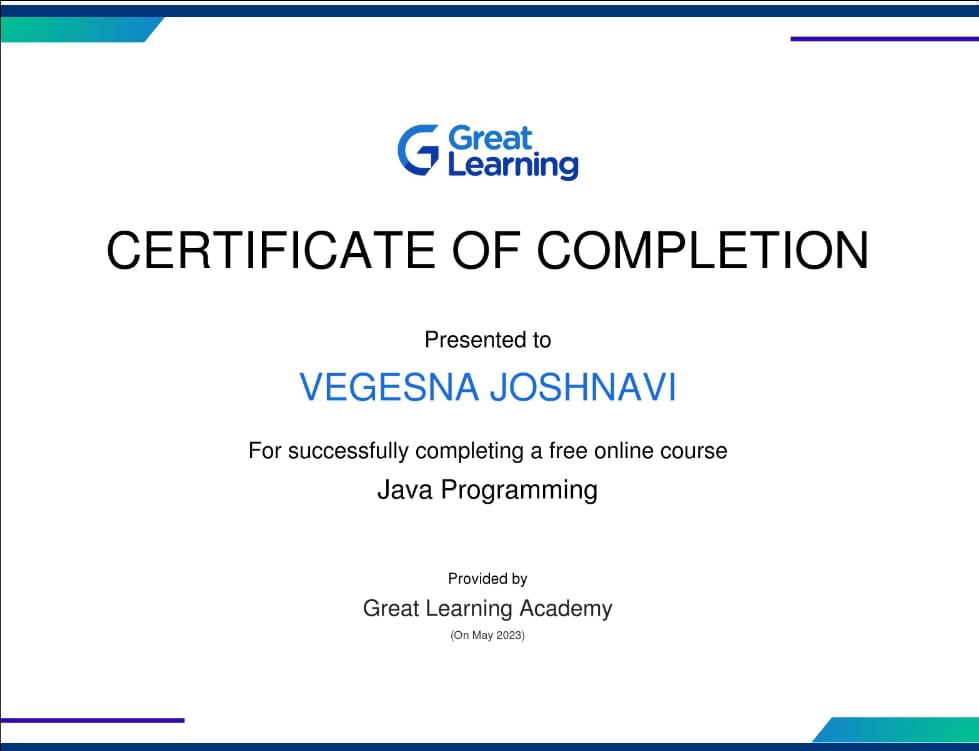 Great
Learning
CERTIFICATE OF COMPLETION
Presented to
VEGESNA JOSHNAVI
For successfully completing a free online course
Java Programming
Provided by
Great Learning Academy
(On May 2023)